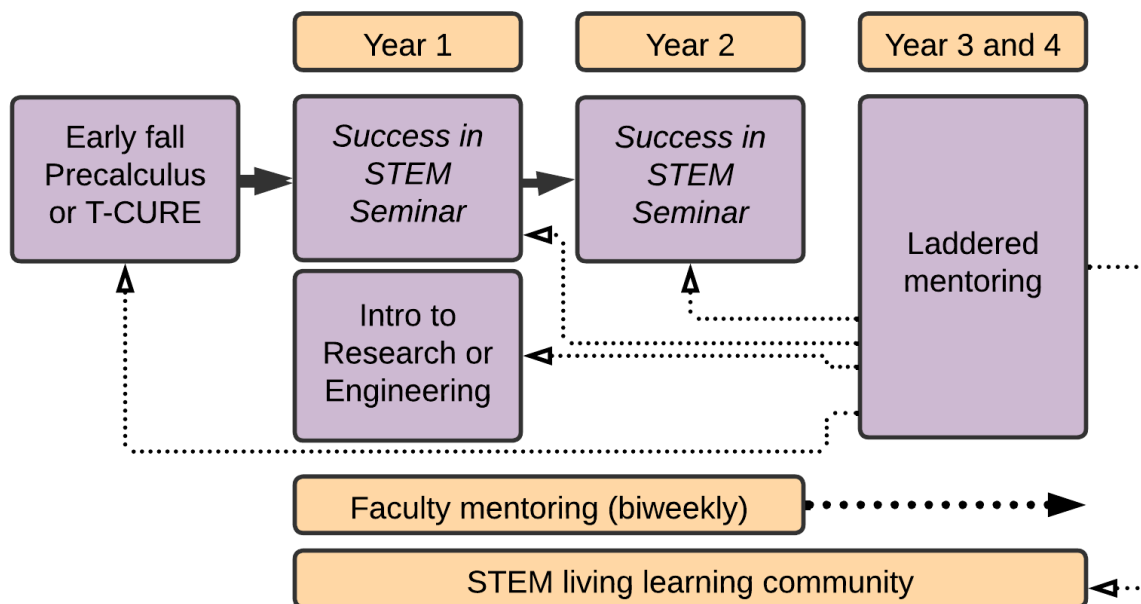 Year 1
Year 2
Year 3 and 4
Early fall
Precalculus
or T-CURE
Success in
STEM
Seminar
Success in
STEM
Seminar
Laddered
mentoring
Intro to
Research or
Engineering
Faculty mentoring (biweekly)
STEM living learning community